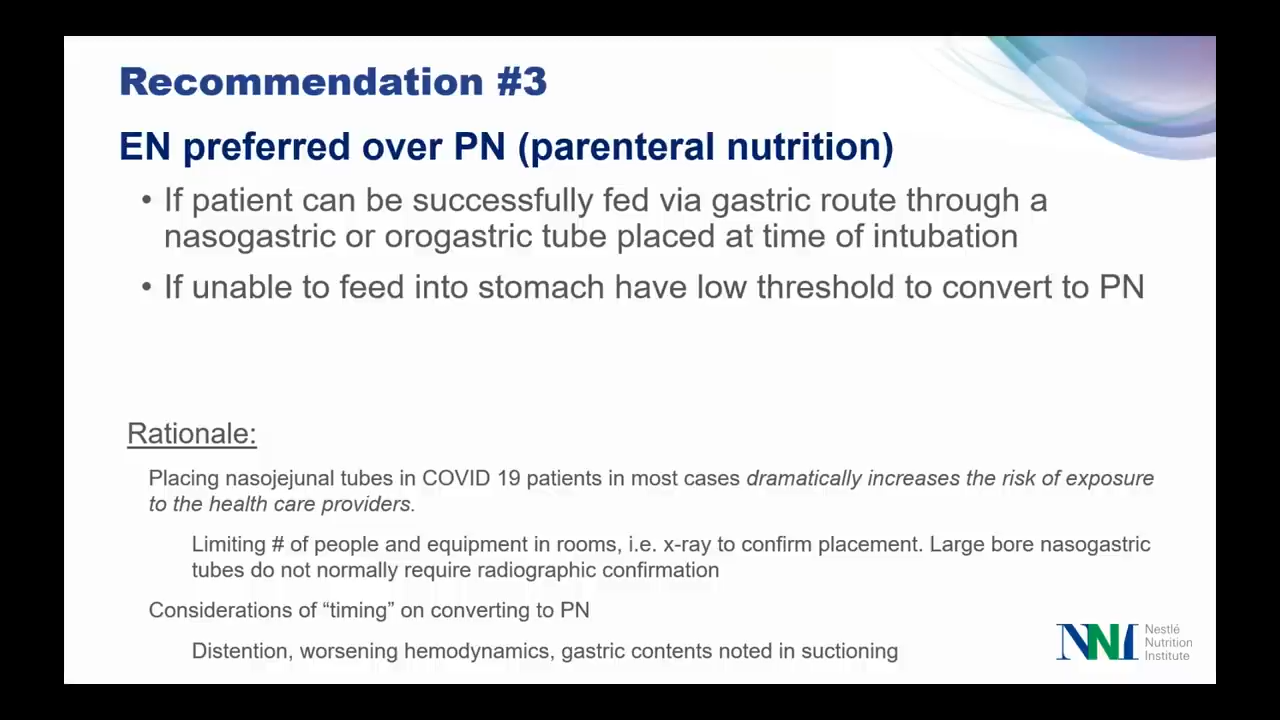 Recommendation #3
EN preferred over PN (parenteral nutrition)
• If patient can be successfully fed via gastric route through a
nasogastric or orogastric tube placed at time of intubation
• If unable to feed into stomach have low threshold to convert to PN
Rationale:
Placing nasojejunal tubes in COVID 19 patients in most cases dramatically increases the risk of exposure
to the health care providers.
Limiting # of people and equipment in rooms, i.e. x-ray to confirm placement. Large bore nasogastric
tubes do not normally require radiographic confirmation
Considerations of “timing” on converting to PN
Distention, worsening hemodynamics, gastric contents noted in suctioning
NNI
Nestlé
Nutrition
Institute